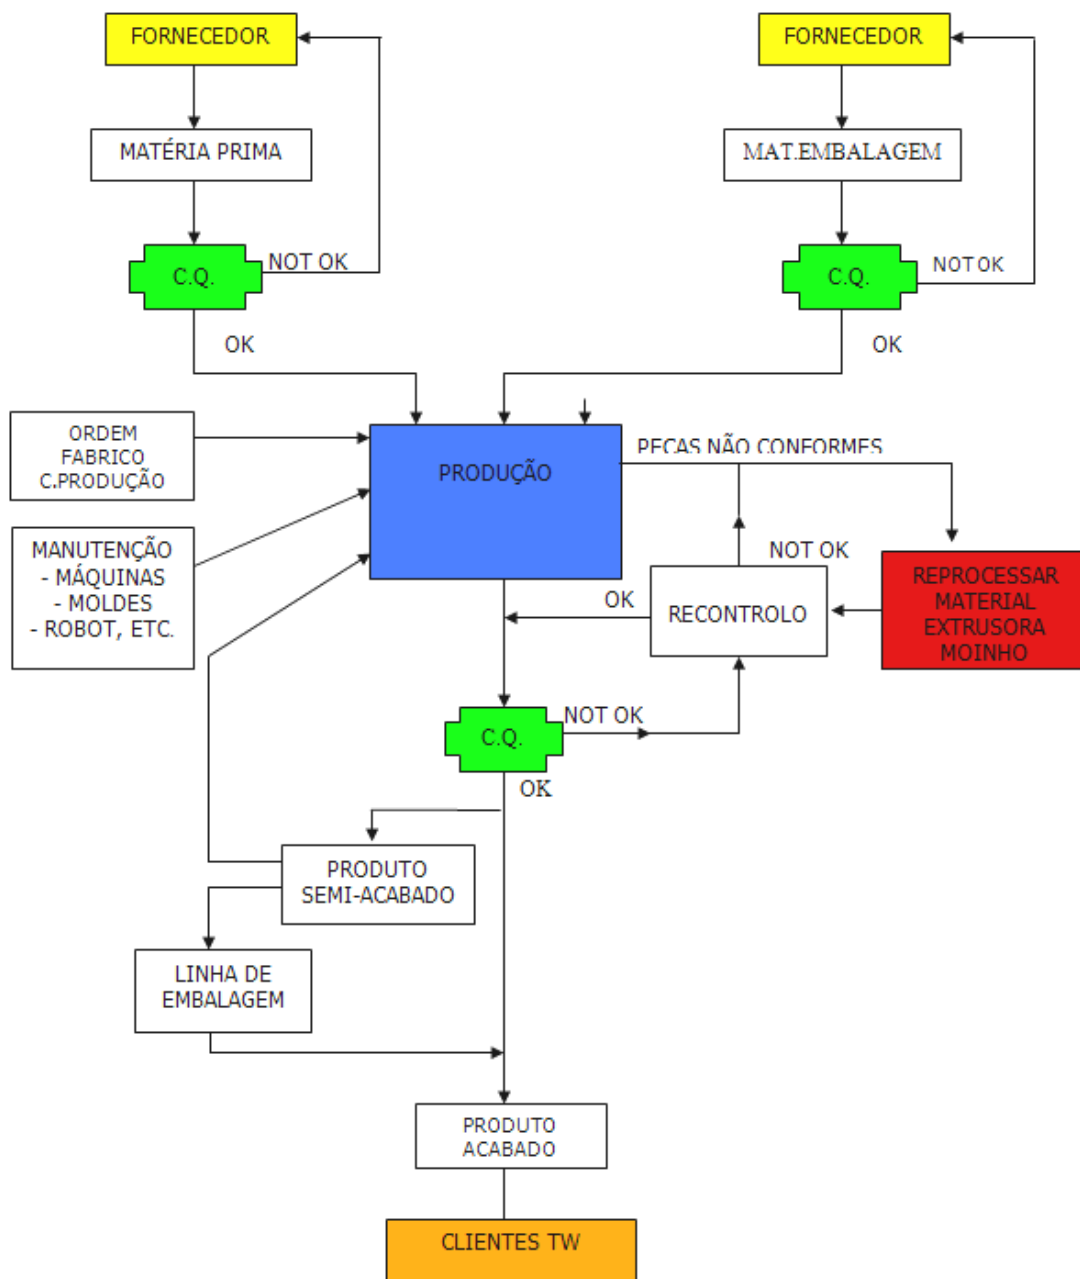 FORNECEDOR
FORNECEDOR
MATÉRIA PRIMA
MAT.EMBALAGEM
C.Q.
NOT OK
C.Q.
NOT OK
OK
OK
ORDEM
FABRICO
C.PRODUÇÃO
PRODUÇÃO
PECAS NÃO CONFORMES
MANUTENÇÃO
- MÁQUINAS
- MOLDES
- ROBOT, ETC.
NOT OK
OK
RECONTROLO
REPROCESSAR
MATERIAL
EXTRUSORA
MOINHO
C.Q.
NOT OK
OK
PRODUTO
SEMI-ACABADO
LINHA DE
EMBALAGEM
PRODUTO
ACABADO
CLIENTES TW